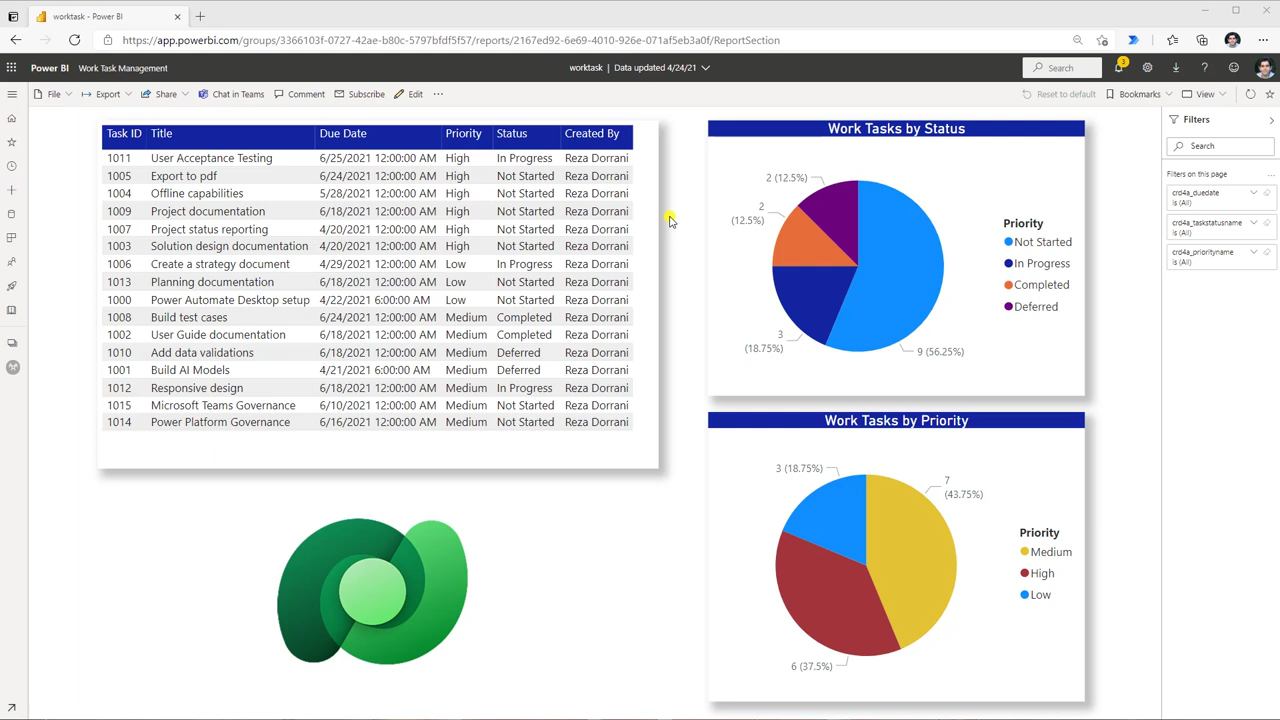 worktask - Power BI
https://app.powerbi.com/groups/3366103f-0727-42ae-b80c-5797bfdf5f57/reports/2167ed92-6e69-4010-926e-071af5eb3a0f/ReportSection
Power BI Work Task Management
worktask | Data updated 4/24/21
Search
3
File Export Share Chat in Teams Comment Subscribe Edit ...
Reset to default Bookmarks View
Task ID Title Due Date Priority Status Created By
1011 User Acceptance Testing 6/25/2021 12:00:00 AM High In Progress Reza Dorrani
1005 Export to pdf 6/24/2021 12:00:00 AM High Not Started Reza Dorrani
1004 Offline capabilities 5/28/2021 12:00:00 AM High Not Started Reza Dorrani
1009 Project documentation 6/18/2021 12:00:00 AM High Not Started Reza Dorrani
1007 Project status reporting 4/20/2021 12:00:00 AM High Not Started Reza Dorrani
1003 Solution design documentation 4/20/2021 12:00:00 AM High Not Started Reza Dorrani
1006 Create a strategy document 4/29/2021 12:00:00 AM Low In Progress Reza Dorrani
1013 Planning documentation 6/18/2021 12:00:00 AM Low Not Started Reza Dorrani
1000 Power Automate Desktop setup 4/22/2021 6:00:00 AM Low Not Started Reza Dorrani
1008 Build test cases 6/24/2021 12:00:00 AM Medium Completed Reza Dorrani
1002 User Guide documentation 6/18/2021 12:00:00 AM Medium Completed Reza Dorrani
1010 Add data validations 6/18/2021 12:00:00 AM Medium Deferred Reza Dorrani
1001 Build AI Models 4/21/2021 6:00:00 AM Medium Deferred Reza Dorrani
1012 Responsive design 6/18/2021 12:00:00 AM Medium In Progress Reza Dorrani
1015 Microsoft Teams Governance 6/10/2021 12:00:00 AM Medium Not Started Reza Dorrani
1014 Power Platform Governance 6/16/2021 12:00:00 AM Medium Not Started Reza Dorrani
Work Tasks by Status
2 (12.5%)
2
(12.5%)
3
(18.75%)
9 (56.25%)
Priority
Not Started
In Progress
Completed
Deferred
Work Tasks by Priority
3 (18.75%)
7
(43.75%)
6 (37.5%)
Priority
Medium
High
Low
Filters
Search
Filters on this page ...
crd4a_duedate
is (All)
crd4a_taskstatusname
is (All)
crd4a_priorityname
is (All)